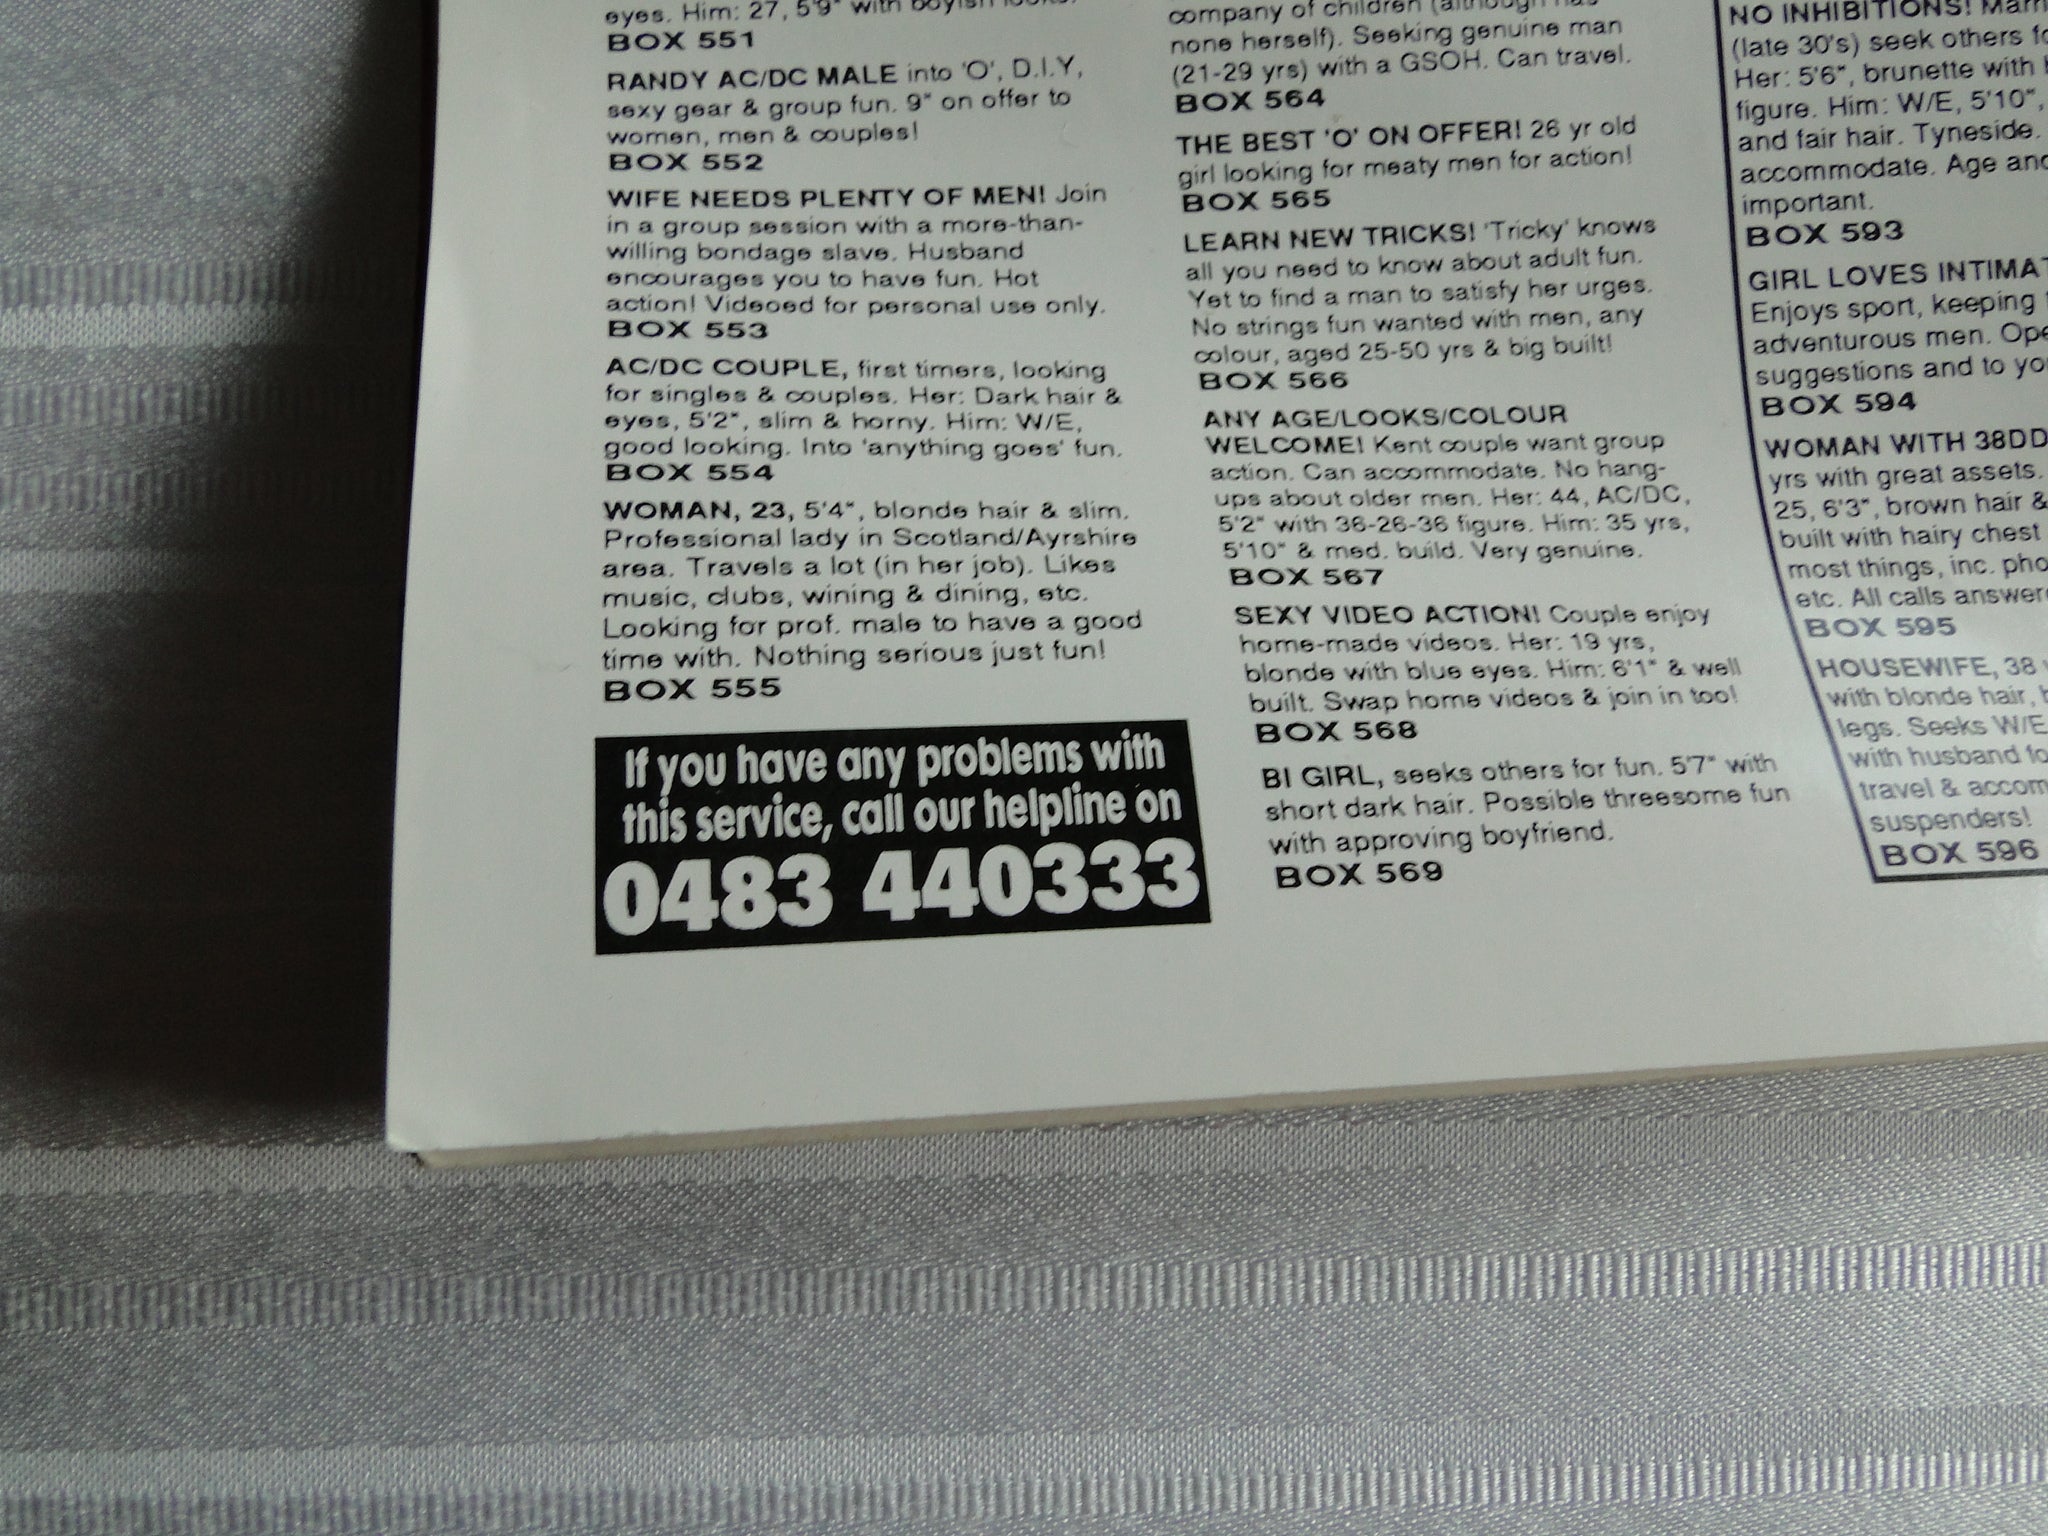 eyes. Him: 27, 5'9" with boyish looks.
BOX 551
RANDY AC/DC MALE into 'O', D.I.Y,
sexy gear & group fun. 9" on offer to
women, men & couples!
BOX 552
WIFE NEEDS PLENTY OF MEN! Join
in a group session with a more-than-
willing bondage slave. Husband
encourages you to have fun. Hot
action! Videoed for personal use only.
BOX 553
AC/DC COUPLE, first timers, looking
for singles & couples. Her: Dark hair &
eyes, 5'2", slim & horny. Him: W/E,
good looking. Into 'anything goes' fun.
BOX 554
WOMAN, 23, 5'4", blonde hair & slim.
Professional lady in Scotland/Ayrshire
area. Travels a lot (in her job). Likes
music, clubs, wining & dining, etc.
Looking for prof. male to have a good
time with. Nothing serious just fun!
BOX 555
If you have any problems with
this service, call our helpline on
0483 440333
company of children (although has
none herself). Seeking genuine man
(21-29 yrs) with a GSOH. Can travel.
BOX 564
THE BEST 'O' ON OFFER! 26 yr old
girl looking for meaty men for action!
BOX 565
LEARN NEW TRICKS! 'Tricky' knows
all you need to know about adult fun.
Yet to find a man to satisfy her urges.
No strings fun wanted with men, any
colour, aged 25-50 yrs & big built!
BOX 566
ANY AGE/LOOKS/COLOUR
WELCOME! Kent couple want group
action. Can accommodate. No hang-
ups about older men. Her: 44, AC/DC,
5'2" with 36-26-36 figure. Him: 35 yrs,
5'10" & med. build. Very genuine.
BOX 567
SEXY VIDEO ACTION! Couple enjoy
home-made videos. Her: 19 yrs,
blonde with blue eyes. Him: 6'1" & well
built. Swap home videos & join in too!
BOX 568
BI GIRL, seeks others for fun. 5'7" with
short dark hair. Possible threesome fun
with approving boyfriend.
BOX 569
NO INHIBITIONS!
(late 30's) seek others
Her: 5'6", brunette with
figure. Him: W/E, 5'10",
and fair hair. Tyneside.
accommodate. Age and
important.
BOX 593
GIRL LOVES
Enjoys sport, keeping
adventurous men.
suggestions and to
BOX 594
WOMAN WITH 38DD
yrs with great assets.
25, 6'3", brown hair &
built with hairy chest
most things, inc.
etc. All calls
BOX 595
HOUSEWIFE, 38
with blonde hair,
legs. Seeks W/E
with husband
travel &
suspenders!
BOX 596